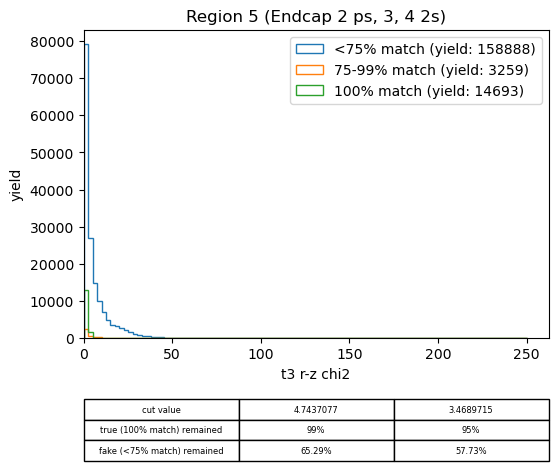 Region 5 (Endcap 2 ps, 3, 4 2s)
<75% match (yield: 158888)
75-99% match (yield: 3259)
100% match (yield: 14693)
80000
70000
60000
50000
40000
30000
20000
10000
0
yield
0 50 100 150 200 250
t3 r-z chi2
cut value 4.7437077 3.4689715
true (100% match) remained 99% 95%
fake (<75% match) remained 65.29% 57.73%